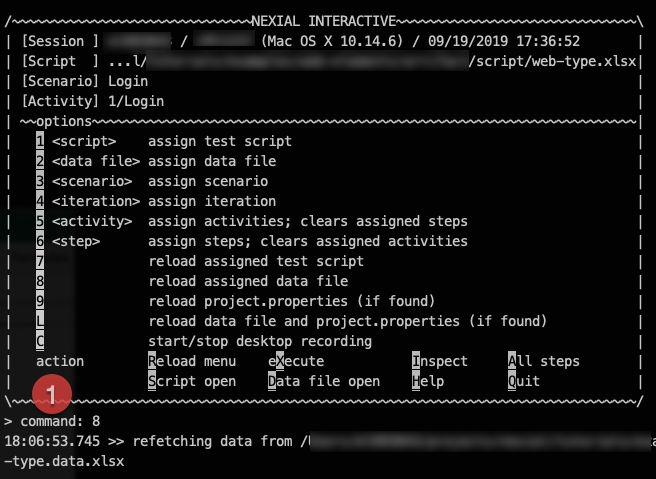 /~~~~~~~~~~~~~~~~~~~~~~~~~~~~~~NEXIAL INTERACTIVE~~~~~~~~~~~~~~~~~~~~~~~~~~~~~~\
| [Session ] / (Mac OS X 10.14.6) / 09/19/2019 17:36:52 |
| [Script ] ...l/ /script/web-type.xlsx|
| [Scenario] Login |
| [Activity] 1/Login |
| ~~options~~~~~~~~~~~~~~~~~~~~~~~~~~~~~~~~~~~~~~~~~~~~~~~~~~~~~~~~~~~~~~~~~~~~|
| 1 <script> assign test script |
| 2 <data file> assign data file |
| 3 <scenario> assign scenario |
| 4 <iteration> assign iteration |
| 5 <activity> assign activities; clears assigned steps |
| 6 <step> assign steps; clears assigned activities |
| 7 reload assigned test script |
| 8 reload assigned data file |
| 9 reload project.properties (if found) |
| L reload data file and project.properties (if found) |
| C start/stop desktop recording |
| action Reload menu eXecute Inspect All steps |
| Script open Data file open Help Quit |
1
\~~~~~~~~~~~~~~~~~~~~~~~~~~~~~~~~~~~~~~~~~~~~~~~~~~~~~~~~~~~~~~~~~~~~~~~~~~~~~~/
> command: 8
18:06:53.745 >> refetching data from /
-type.data.xlsx